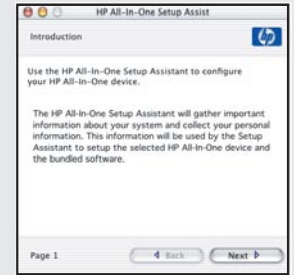 HP All-In-One Setup Assist
Introduction
hp
Use the HP All-In-One Setup Assistant to configure
your HP All-In-One device.
The HP All-In-One Setup Assistant will gather important
information about your system and collect your personal
information. This information will be used by the Setup
Assistant to setup the selected HP All-In-One device and
the bundled software.
Page 1
Back
Next